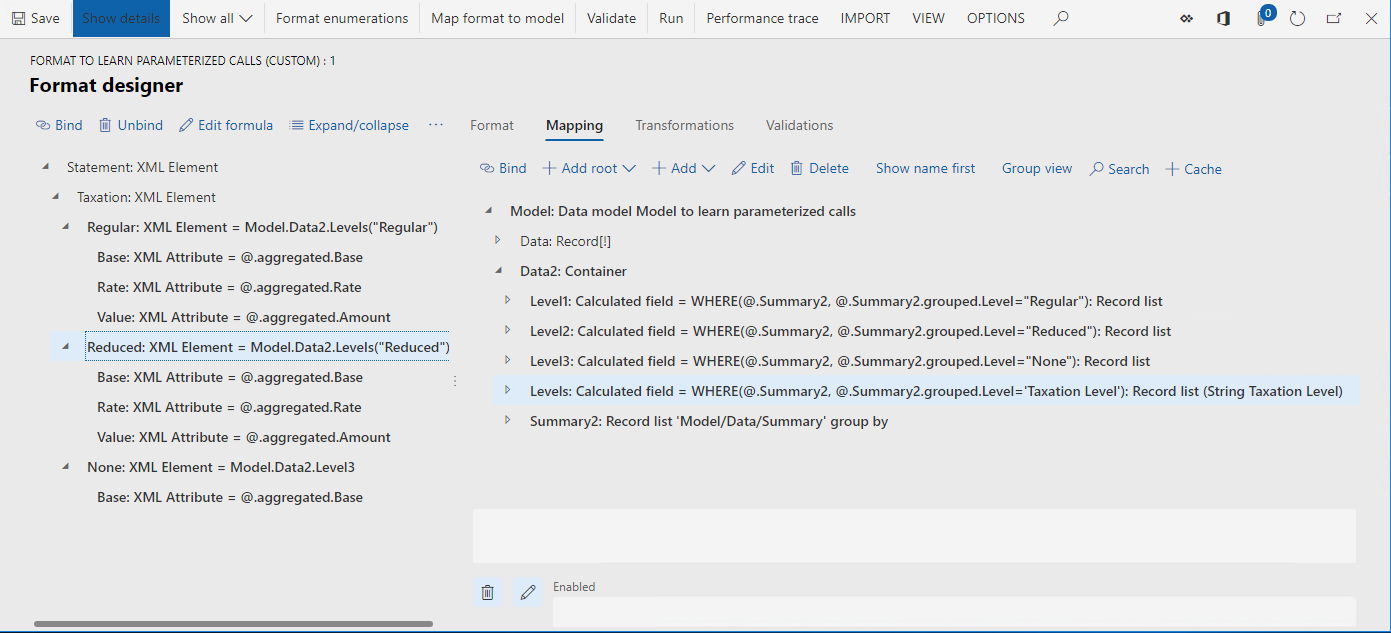 Save Show details Show all Format enumerations Map format to model Validate Run Performance trace IMPORT VIEW OPTIONS 0
FORMAT TO LEARN PARAMETERIZED CALLS (CUSTOM) : 1
Format designer
Bind Unbind Edit formula Expand/collapse ···
Statement: XML Element
Taxation: XML Element
Regular: XML Element = Model.Data2.Levels("Regular")
Base: XML Attribute = @.aggregated.Base
Rate: XML Attribute = @.aggregated.Rate
Value: XML Attribute = @.aggregated.Amount
Reduced: XML Element = Model.Data2.Levels("Reduced")
Base: XML Attribute = @.aggregated.Base
Rate: XML Attribute = @.aggregated.Rate
Value: XML Attribute = @.aggregated.Amount
None: XML Element = Model.Data2.Level3
Base: XML Attribute = @.aggregated.Base
Format Mapping Transformations Validations
Bind Add root Add Edit Delete Show name first Group view Search Cache
Model: Data model Model to learn parameterized calls
Data: Record[!]
Data2: Container
Level1: Calculated field = WHERE(@.Summary2, @.Summary2.grouped.Level="Regular"): Record list
Level2: Calculated field = WHERE(@.Summary2, @.Summary2.grouped.Level="Reduced"): Record list
Level3: Calculated field = WHERE(@.Summary2, @.Summary2.grouped.Level="None"): Record list
Levels: Calculated field = WHERE(@.Summary2, @.Summary2.grouped.Level='Taxation Level'): Record list (String Taxation Level)
Summary2: Record list 'Model/Data/Summary' group by
Enabled